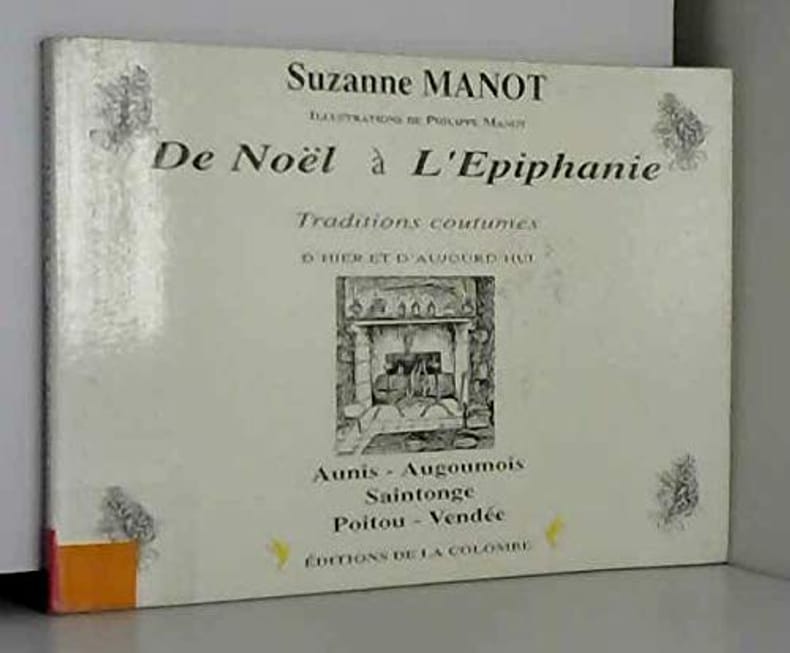 Suzanne MANOT
ILLUSTRATIONS DE PHILIPPE MANOT
De Noël à L'Epiphanie
Traditions coutumes
D'HIER ET D'AUJOURD'HUI
Aunis - Augoumois
Saintonge
Poitou - Vendée
ÉDITIONS DE LA COLOMBE